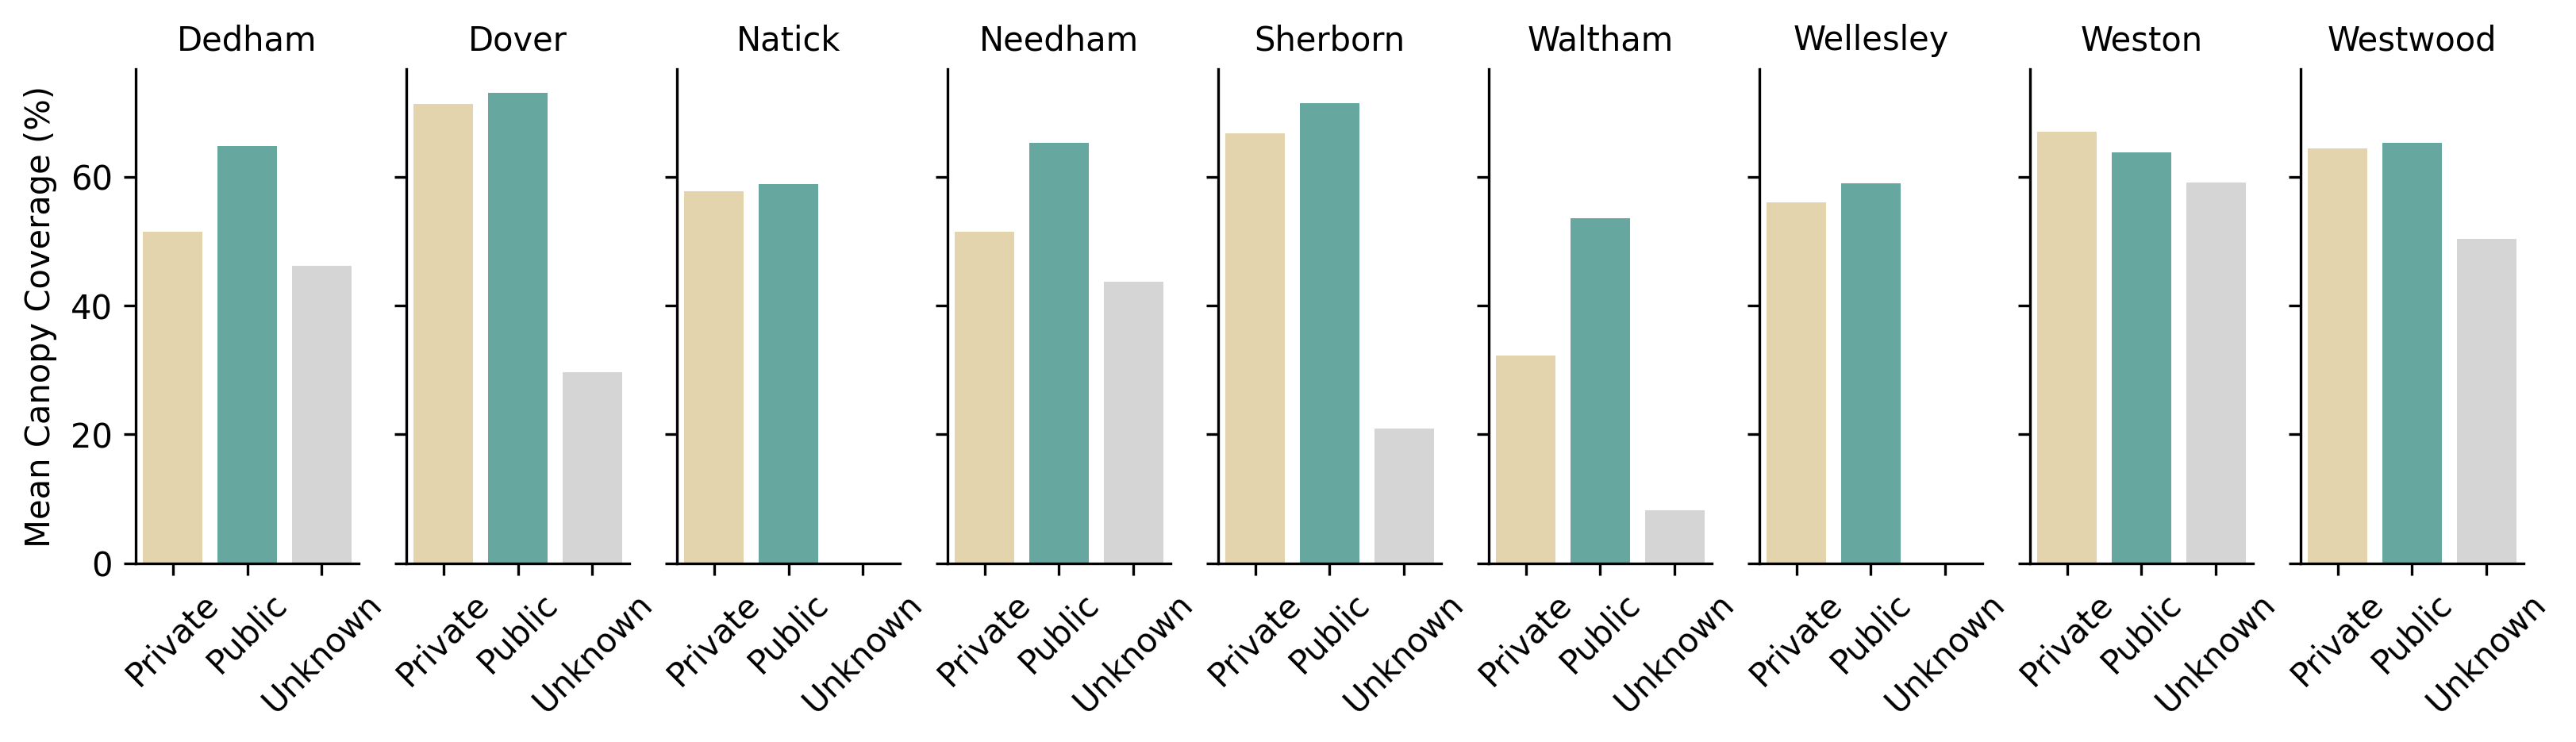 Dedham Dover Natick Needham Sherborn Waltham Wellesley Weston Westwood
Mean Canopy Coverage (%)
60
40
20
0
Private Public Unknown Private Public Unknown Private Public Unknown Private Public Unknown Private Public Unknown Private Public Unknown Private Public Unknown Private Public Unknown Private Public Unknown